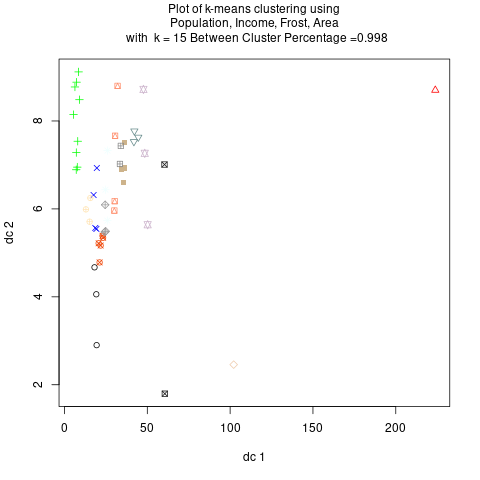 Plot of k-means clustering using
Population, Income, Frost, Area
with k = 15 Between Cluster Percentage =0.998
8
6
4
2
dc 2
0
50
100
150
200
dc 1